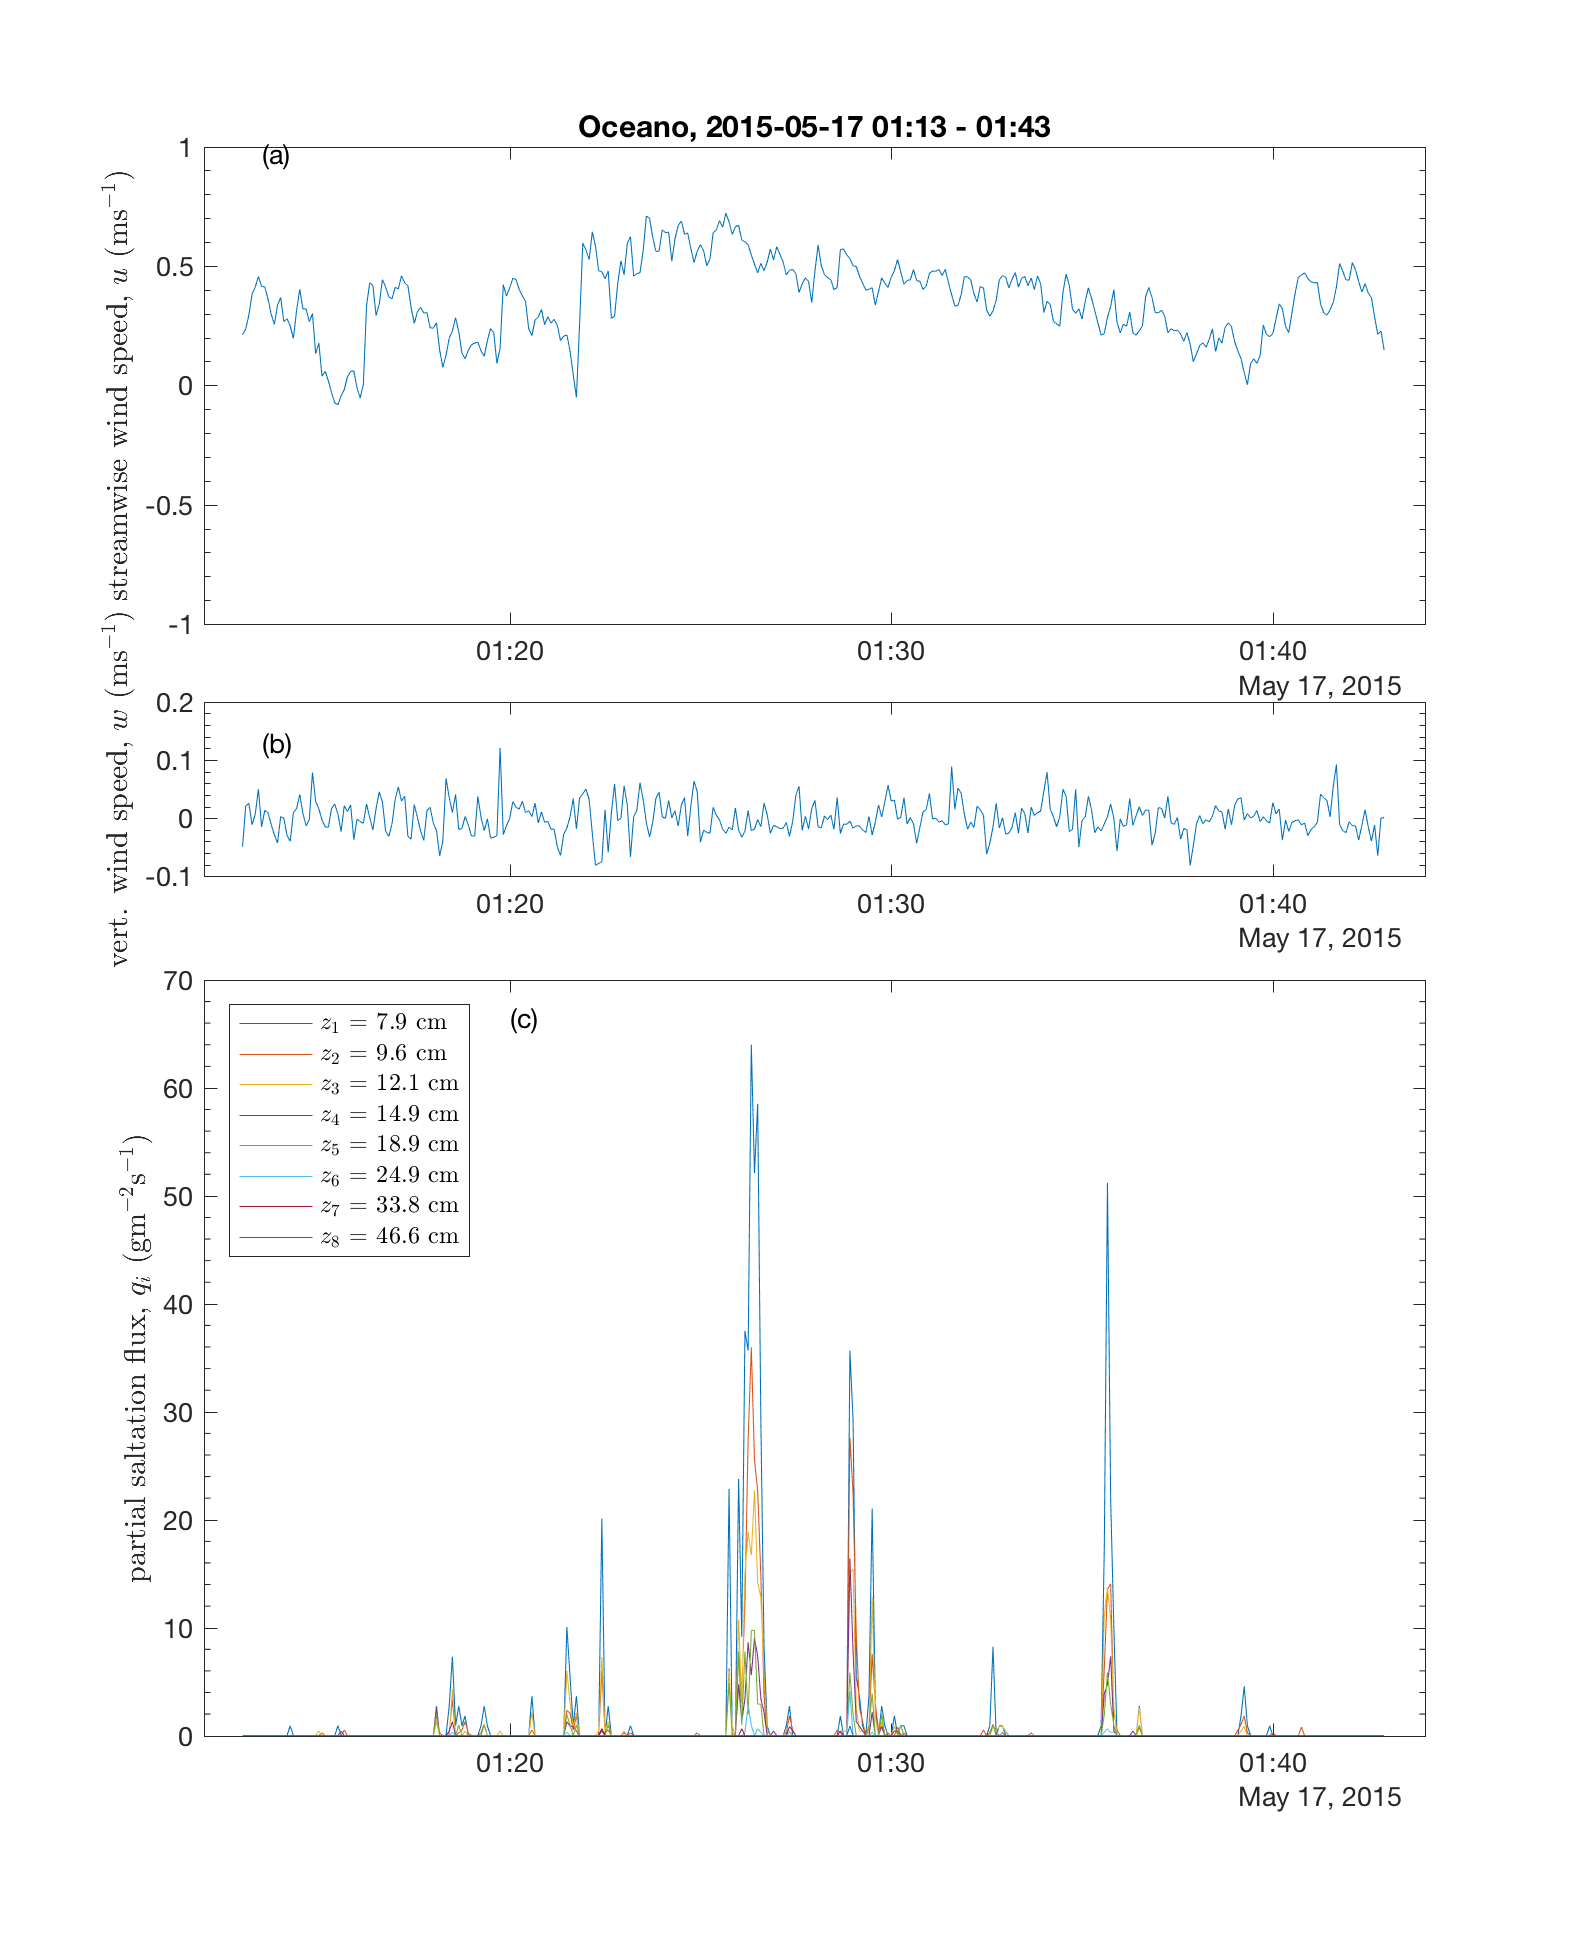 Oceano, 2015-05-17 01:13 - 01:43
(a)
streamwise wind speed, u (ms⁻¹)
1
0.5
0
-0.5
-1
01:20 01:30 01:40
May 17, 2015
(b)
vert. wind speed, w (ms⁻¹)
0.2
0.1
0
-0.1
01:20 01:30 01:40
May 17, 2015
(c)
partial saltation flux, qᵢ (gm⁻²s⁻¹)
70
60
50
40
30
20
10
0
z₁ = 7.9 cm
z₂ = 9.6 cm
z₃ = 12.1 cm
z₄ = 14.9 cm
z₅ = 18.9 cm
z₆ = 24.9 cm
z₇ = 33.8 cm
z₈ = 46.6 cm
01:20 01:30 01:40
May 17, 2015